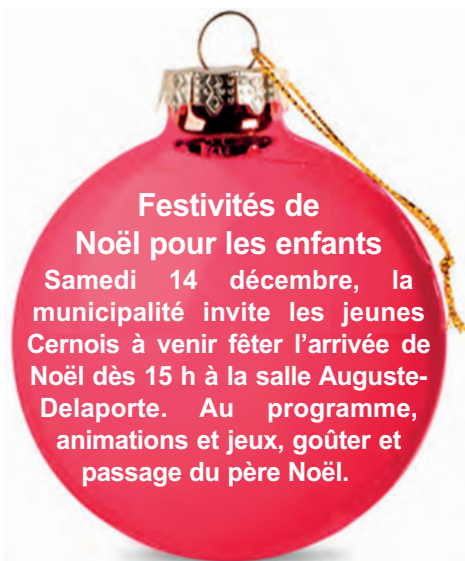 Festivités de
Noël pour les enfants
Samedi 14 décembre, la
municipalité invite les jeunes
Cernois à venir fêter l’arrivée de
Noël dès 15 h à la salle Auguste-
Delaporte. Au programme,
animations et jeux, goûter et
passage du père Noël.